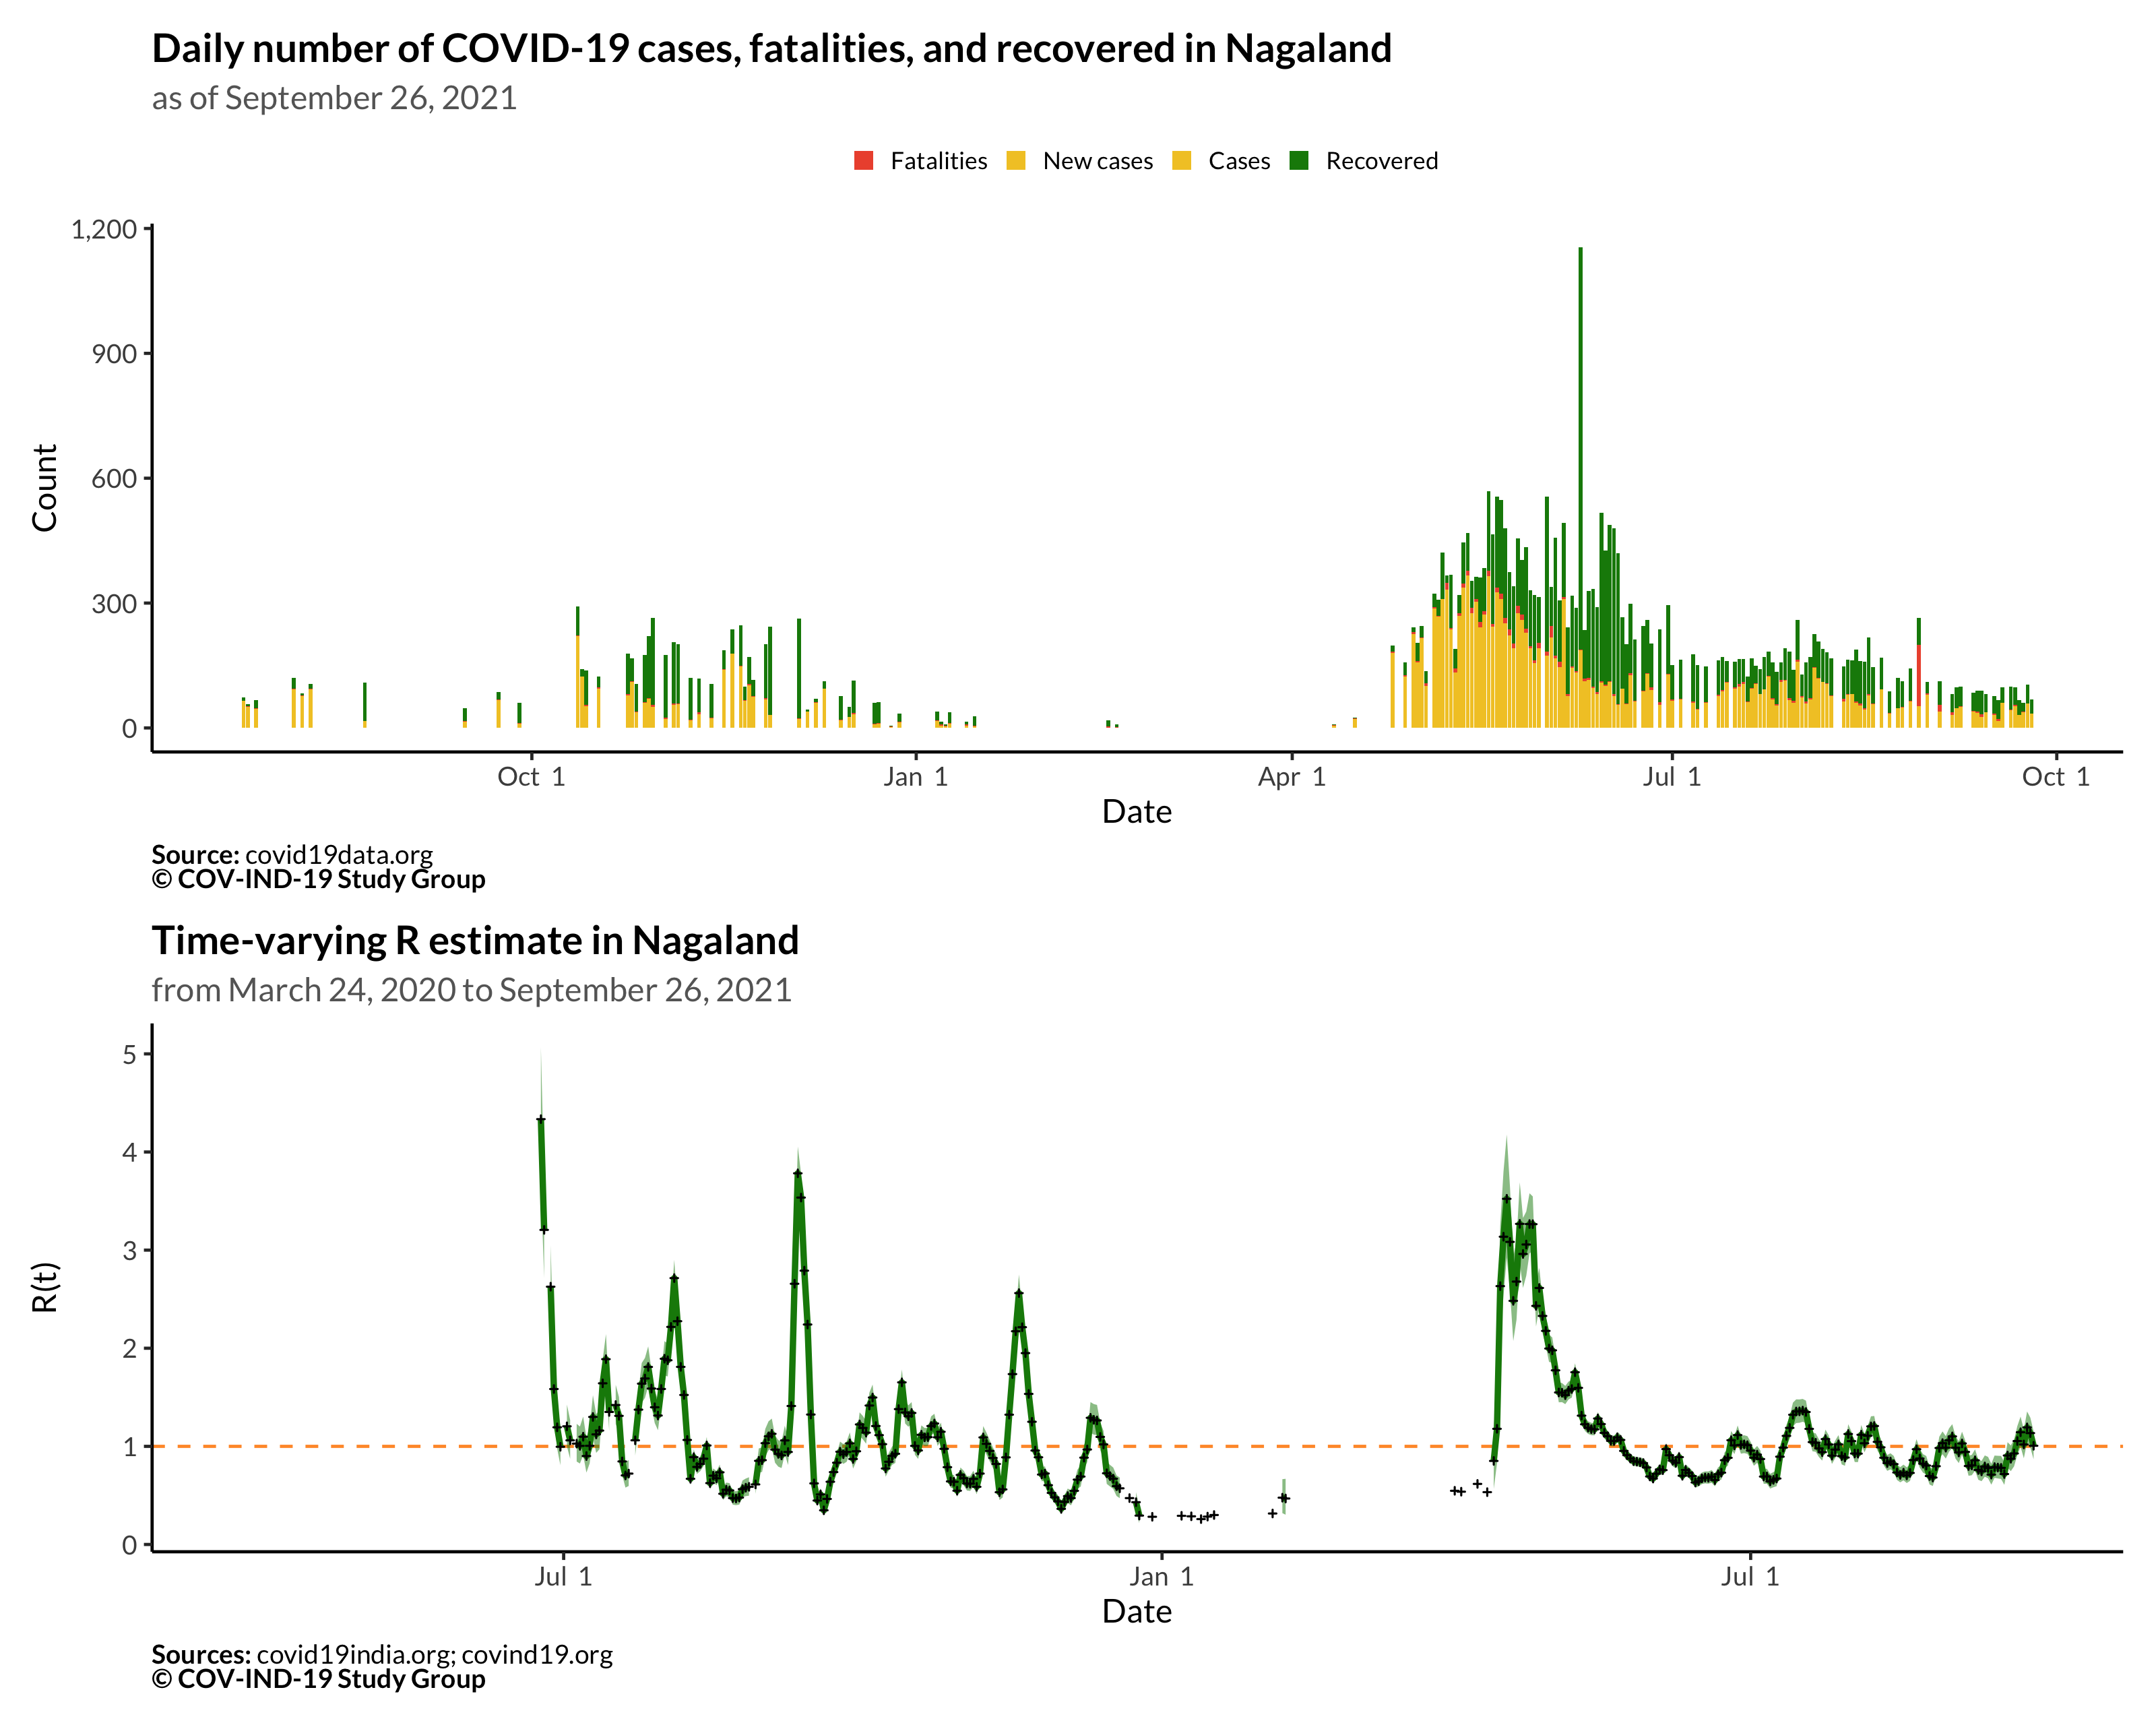 Daily number of COVID-19 cases, fatalities, and recovered in Nagaland
as of September 26, 2021
Fatalities New cases Cases Recovered
1,200
900
600
300
0
Count
Oct 1 Jan 1 Apr 1 Jul 1 Oct 1
Date
Source: covid19data.org
© COV-IND-19 Study Group
Time-varying R estimate in Nagaland
from March 24, 2020 to September 26, 2021
5
4
3
2
1
0
R(t)
Jul 1 Jan 1 Jul 1
Date
Sources: covid19india.org; covind19.org
© COV-IND-19 Study Group